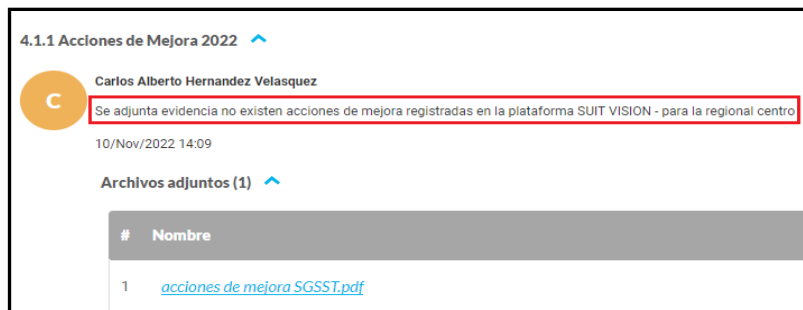 4.1.1 Acciones de Mejora 2022
Carlos Alberto Hernandez Velasquez
C
Se adjunta evidencia no existen acciones de mejora registradas en la plataforma SUIT VISION - para la regional centro
10/Nov/2022 14:09
Archivos adjuntos (1)
# Nombre
1 acciones de mejora SGSST.pdf